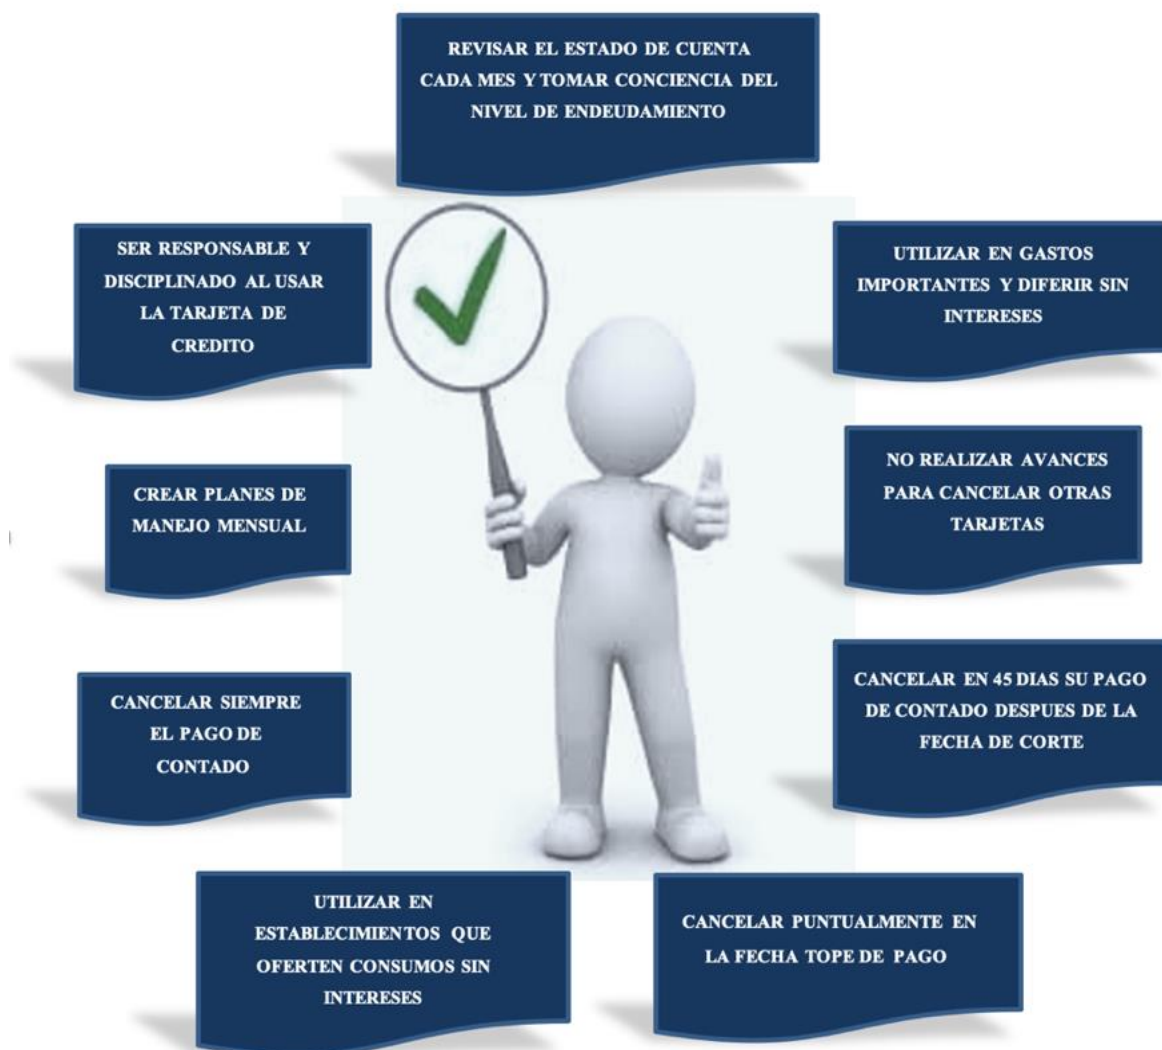 REVISAR EL ESTADO DE CUENTA
CADA MES Y TOMAR CONCIENCIA DEL
NIVEL DE ENDEUDAMIENTO
SER RESPONSABLE Y
DISCIPLINADO AL USAR
LA TARJETA DE
CREDITO
UTILIZAR EN GASTOS
IMPORTANTES Y DIFERIR SIN
INTERESES
CREAR PLANES DE
MANEJO MENSUAL
NO REALIZAR AVANCES
PARA CANCELAR OTRAS
TARJETAS
CANCELAR SIEMPRE
EL PAGO DE
CONTADO
CANCELAR EN 45 DIAS SU PAGO
DE CONTADO DESPUES DE LA
FECHA DE CORTE
UTILIZAR EN
ESTABLECIMIENTOS QUE
OFERTEN CONSUMOS SIN
INTERESES
CANCELAR PUNTUALMENTE EN
LA FECHA TOPE DE PAGO